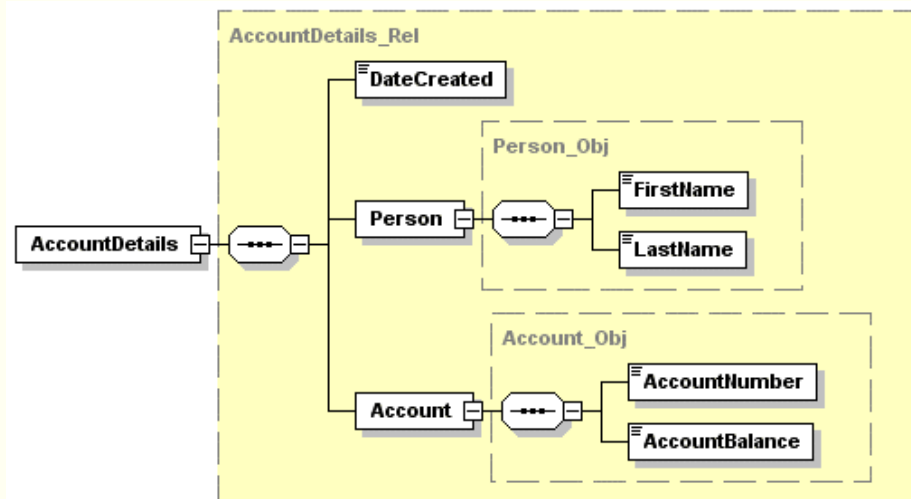 AccountDetails_Rel
DateCreated
Person_Obj
FirstName
Person
LastName
AccountDetails
Account_Obj
AccountNumber
Account
AccountBalance